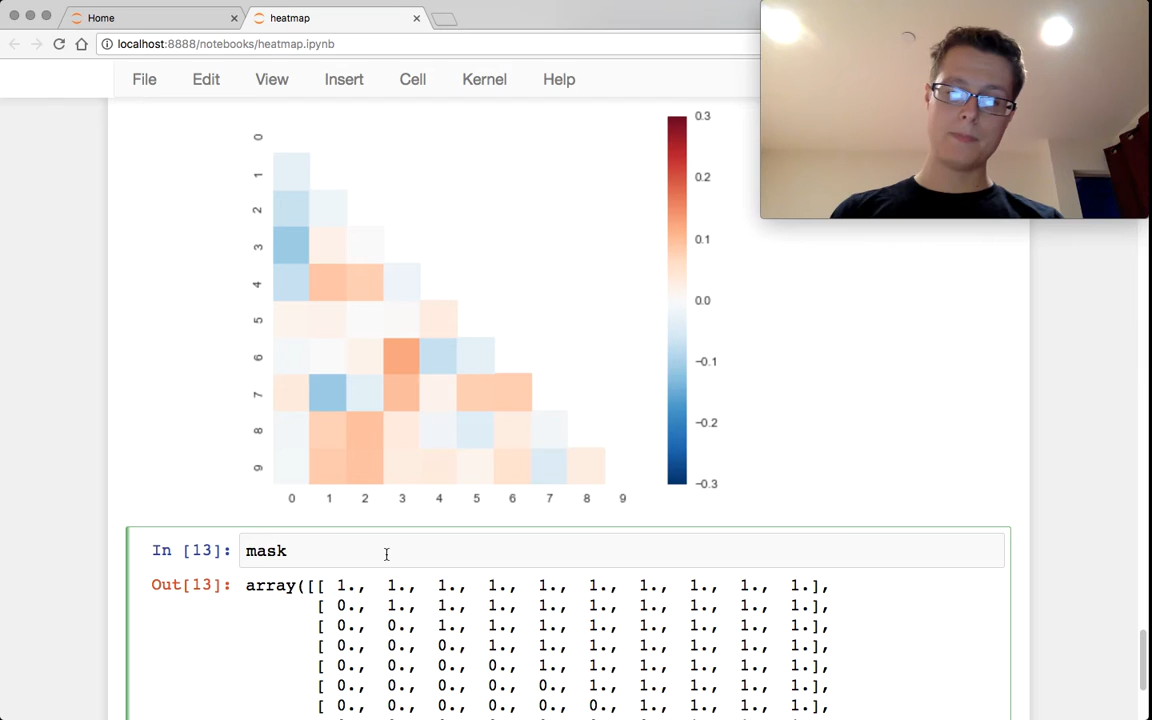 Home
heatmap
localhost:8888/notebooks/heatmap.ipynb
File Edit View Insert Cell Kernel Help
0
1
2
3
4
5
6
7
8
9
0 1 2 3 4 5 6 7 8 9
0.3
0.2
0.1
0.0
−0.1
−0.2
−0.3
In [13]: mask
Out[13]: array([[ 1., 1., 1., 1., 1., 1., 1., 1., 1., 1.],
[ 0., 1., 1., 1., 1., 1., 1., 1., 1., 1.],
[ 0., 0., 1., 1., 1., 1., 1., 1., 1., 1.],
[ 0., 0., 0., 1., 1., 1., 1., 1., 1., 1.],
[ 0., 0., 0., 0., 1., 1., 1., 1., 1., 1.],
[ 0., 0., 0., 0., 0., 1., 1., 1., 1., 1.],
[ 0., 0., 0., 0., 0., 0., 1., 1., 1., 1.],